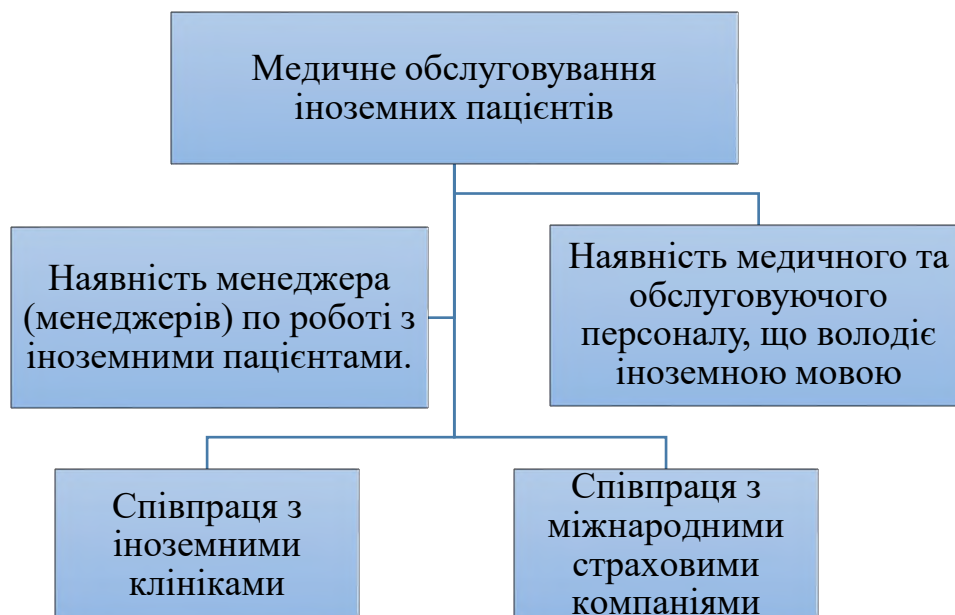 Медичне обслуговування
іноземних пацієнтів
Наявність менеджера
(менеджерів) по роботі з
іноземними пацієнтами.
Наявність медичного та
обслуговуючого
персоналу, що володіє
іноземною мовою
Співпраця з
іноземними
клініками
Співпраця з
міжнародними
страховими
компаніями